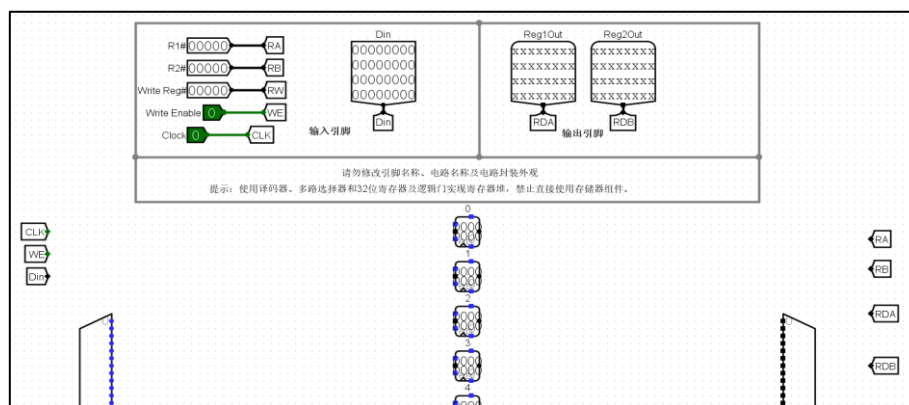 Din
Reg1Out
Reg2Out
R1#
00000
RA
R2#
00000
RB
Write Reg#
00000
RW
Write Enable
0
WE
Clock
0
CLK
00000000
00000000
00000000
00000000
Din
输入引脚
xxxxxxxx
xxxxxxxx
xxxxxxxx
xxxxxxxx
xxxxxxxx
xxxxxxxx
xxxxxxxx
xxxxxxxx
RDA
RDB
输出引脚
请勿修改引脚名称、电路名称及电路封装外观
提示：使用译码器、多路选择器和32位寄存器及逻辑门实现寄存器堆，禁止直接使用存储器组件。
CLK
WE
Din
0
0
1
2
3
4
0
RA
RB
RDA
RDB